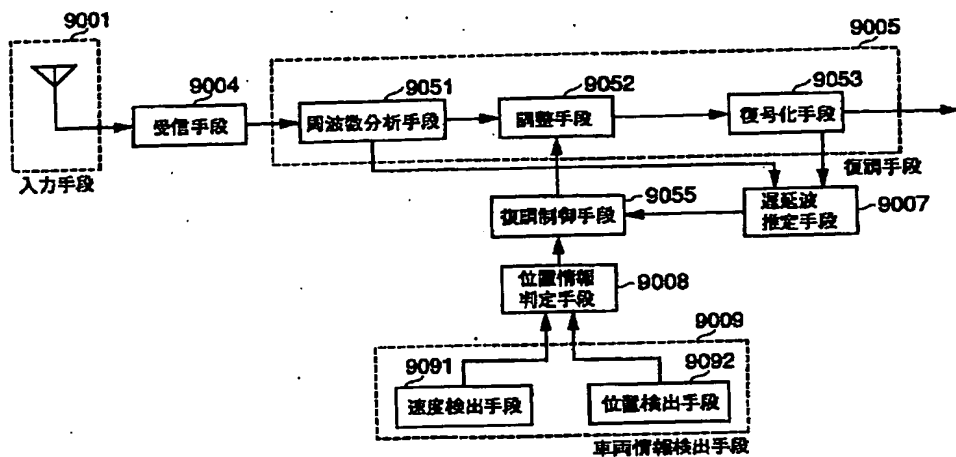 9001
入力手段
9004
受信手段
9005
9051
周波数分析手段
9052
調整手段
9053
復号化手段
復調手段
9055
復調制御手段
遅延波
推定手段
9007
位置情報
判定手段
9008
9009
9091
速度検出手段
9092
位置検出手段
車両情報検出手段